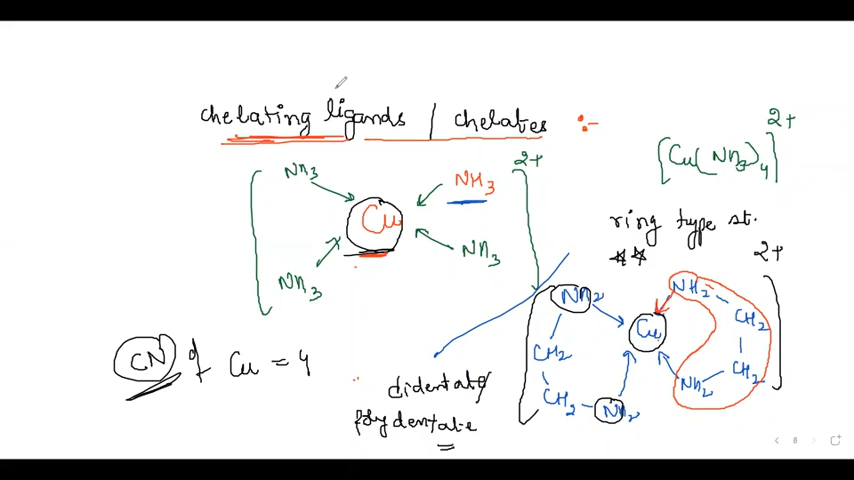 chelating ligands / chelates :-
2+
[Cu(NH3)4]
2+
NH3 NH3
Cu
NH3 NH3
ring type st.
2+
NH2 NH2
Cu
CH2 CH2
CH2 - NH2 NH2 - CH2
CN of Cu = 4
didentate/
polydentate
8